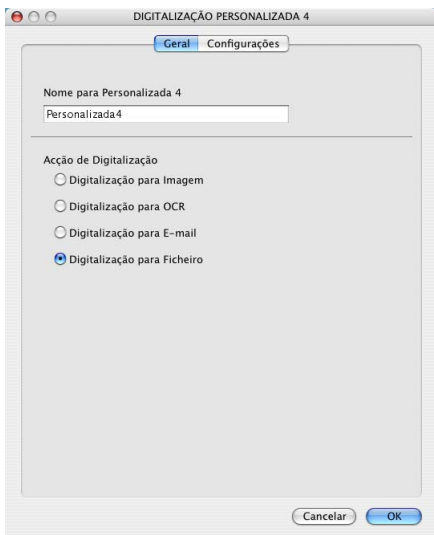 DIGITALIZAÇÃO PERSONALIZADA 4
Geral Configurações
Nome para Personalizada 4
Personalizada4
Acção de Digitalização
Digitalização para Imagem
Digitalização para OCR
Digitalização para E-mail
Digitalização para Ficheiro
Cancelar OK